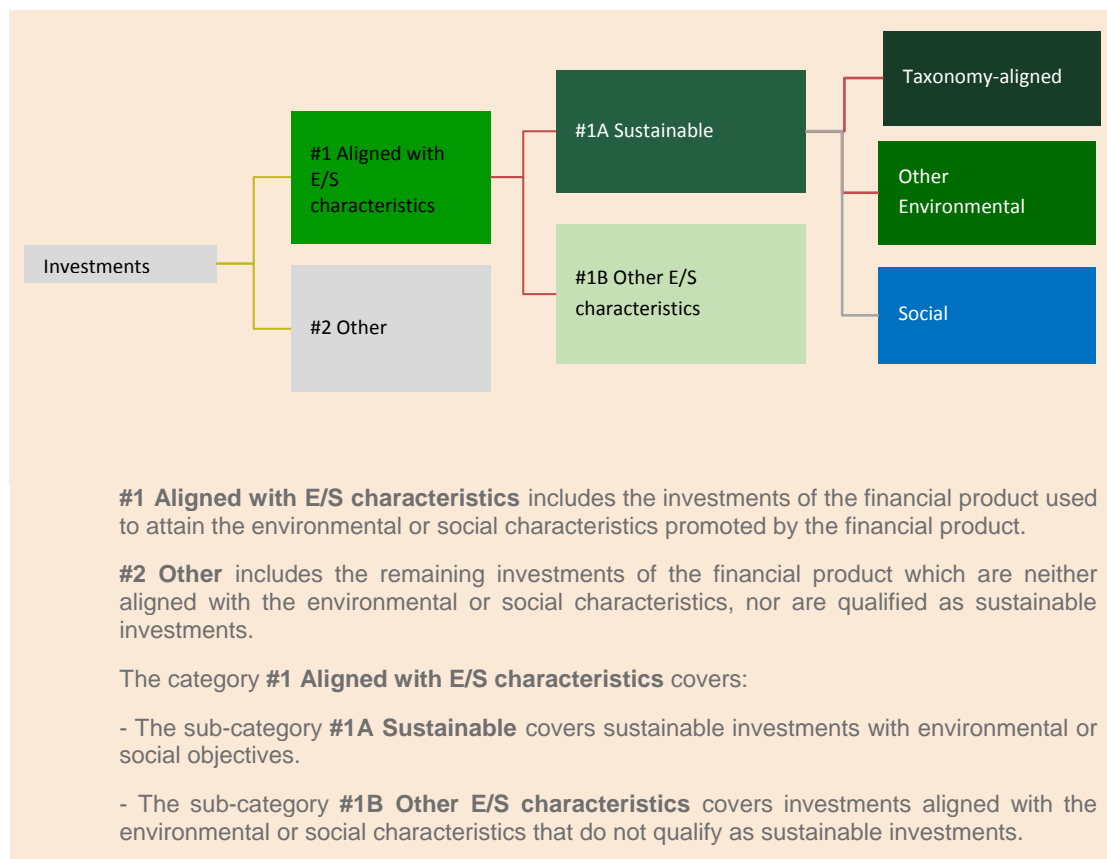 Investments
#1 Aligned with
E/S
characteristics
#2 Other
#1A Sustainable
#1B Other E/S
characteristics
Taxonomy-aligned
Other
Environmental
Social
#1 Aligned with E/S characteristics includes the investments of the financial product used
to attain the environmental or social characteristics promoted by the financial product.
#2 Other includes the remaining investments of the financial product which are neither
aligned with the environmental or social characteristics, nor are qualified as sustainable
investments.
The category #1 Aligned with E/S characteristics covers:
- The sub-category #1A Sustainable covers sustainable investments with environmental or
social objectives.
- The sub-category #1B Other E/S characteristics covers investments aligned with the
environmental or social characteristics that do not qualify as sustainable investments.